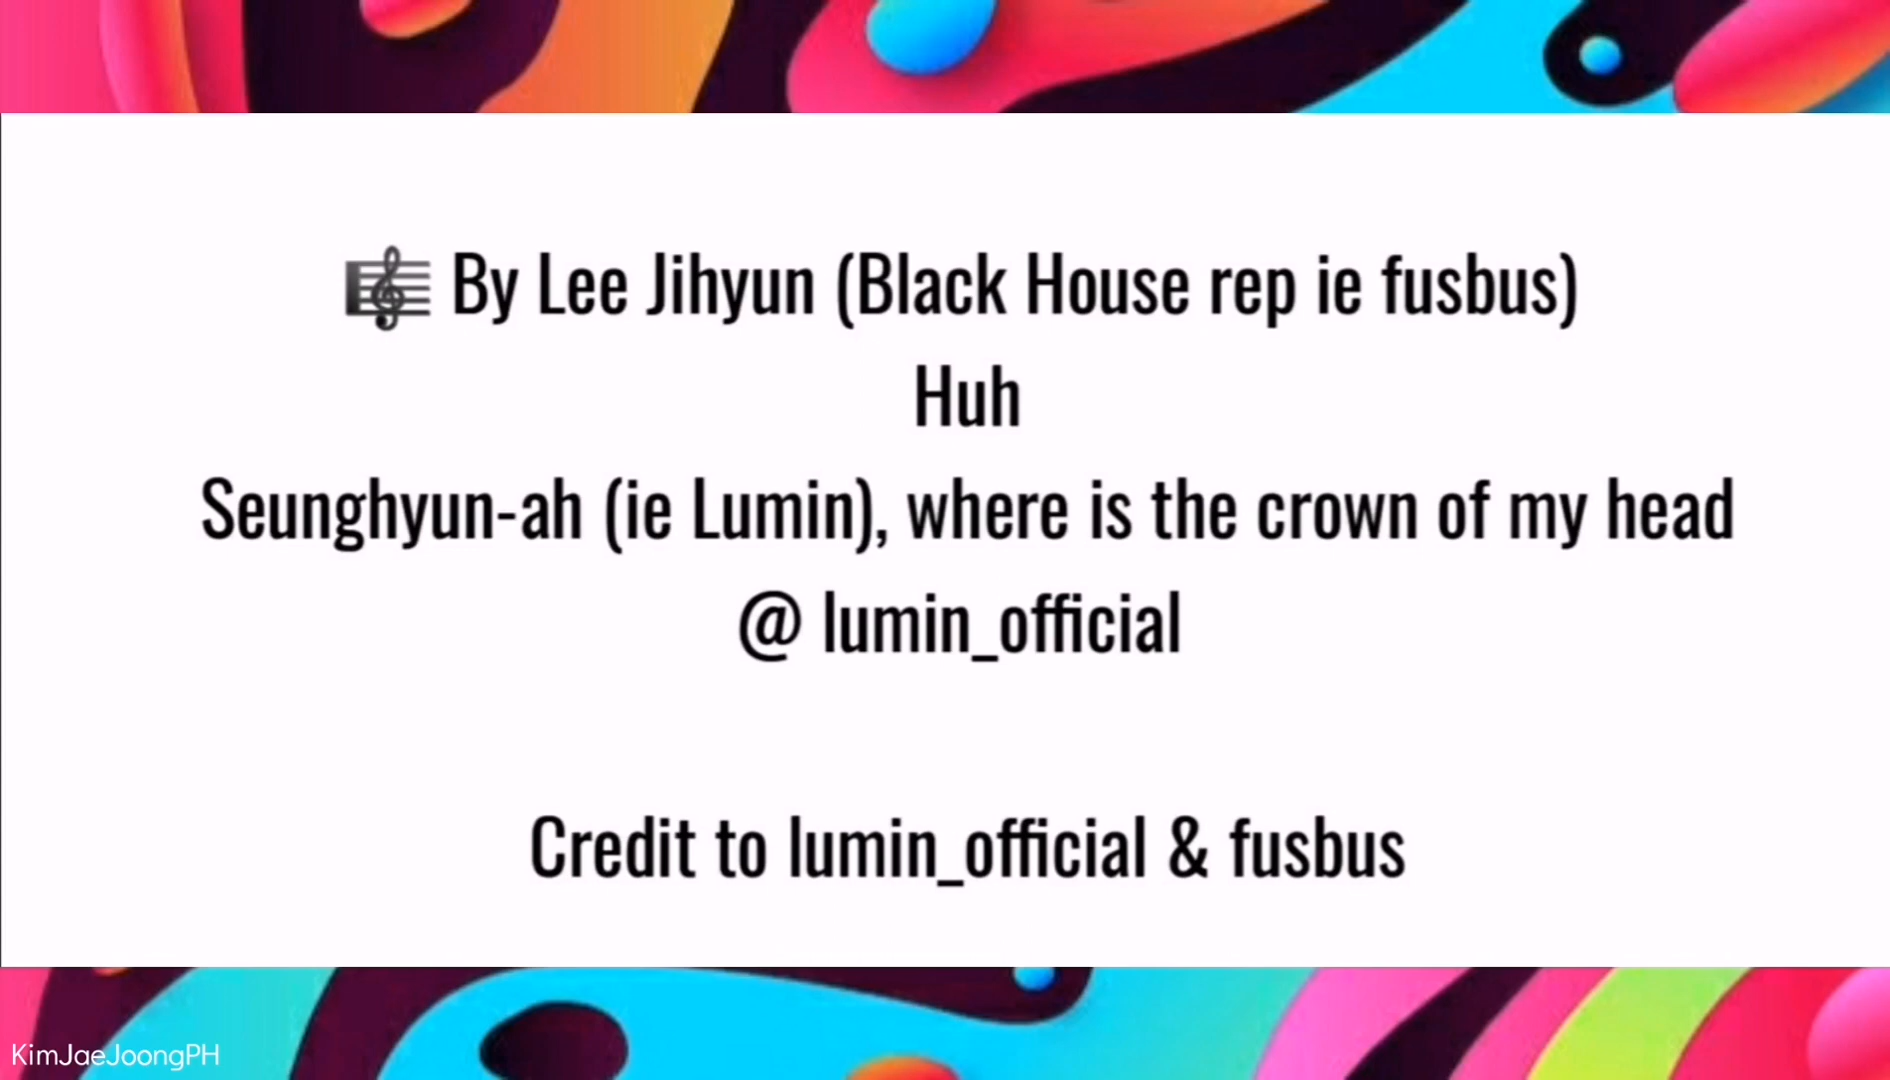 🎼 By Lee Jihyun (Black House rep ie fusbus)
Huh
Seunghyun-ah (ie Lumin), where is the crown of my head
@ lumin_official
Credit to lumin_official & fusbus
KimJaeJoongPH